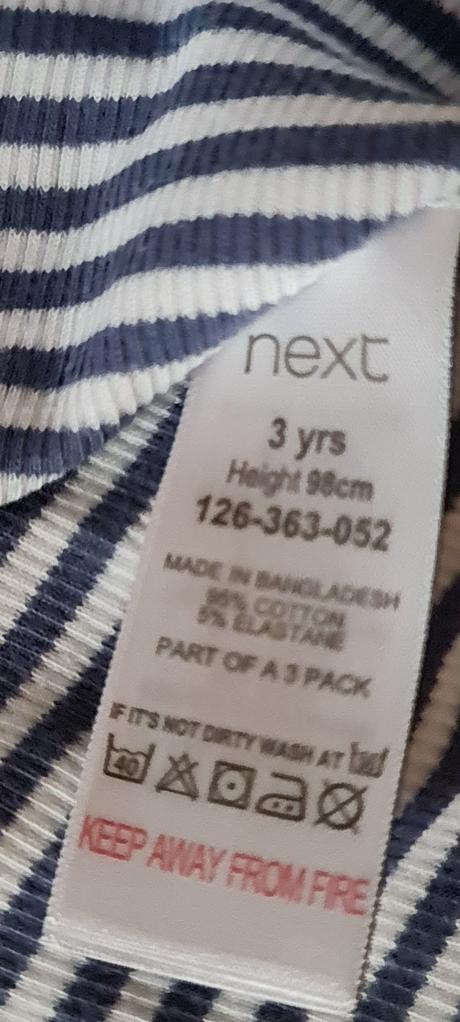 next
3 yrs
Height 98cm
126-363-052
MADE IN BANGLADESH
95% COTTON
5% ELASTANE
PART OF A 3 PACK
IF IT'S NOT DIRTY WASH AT
40
KEEP AWAY FROM FIRE